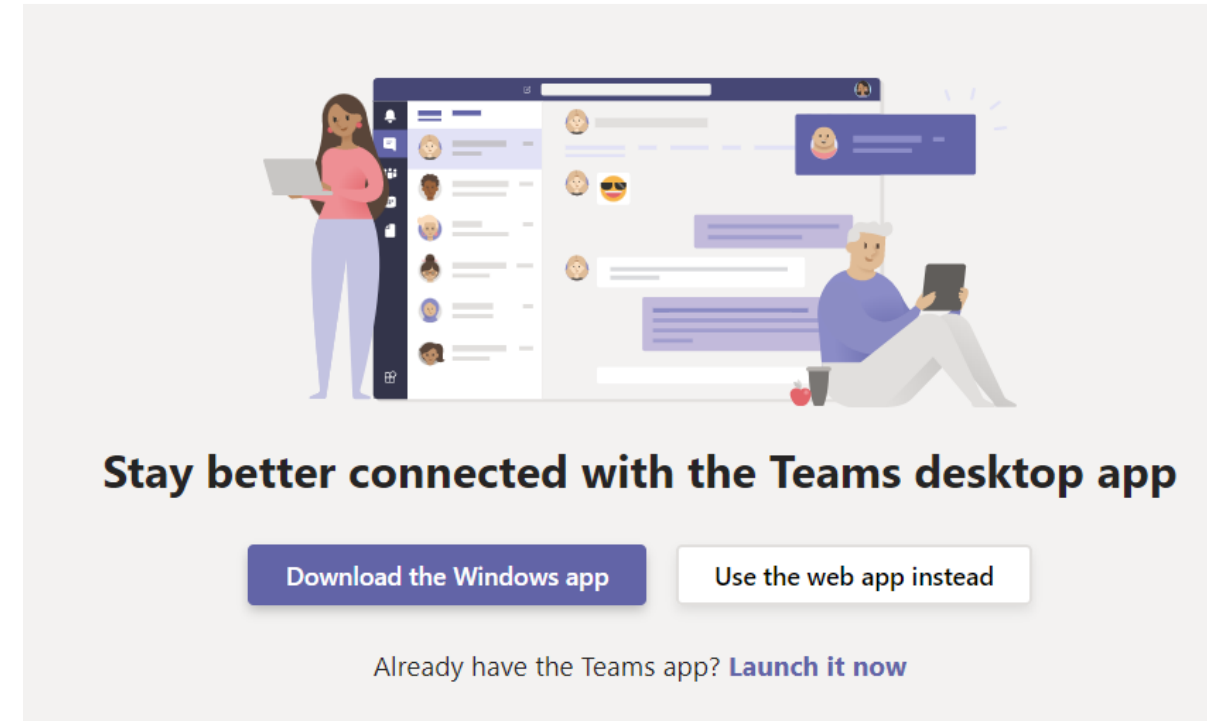 Stay better connected with the Teams desktop app
Download the Windows app
Use the web app instead
Already have the Teams app? Launch it now